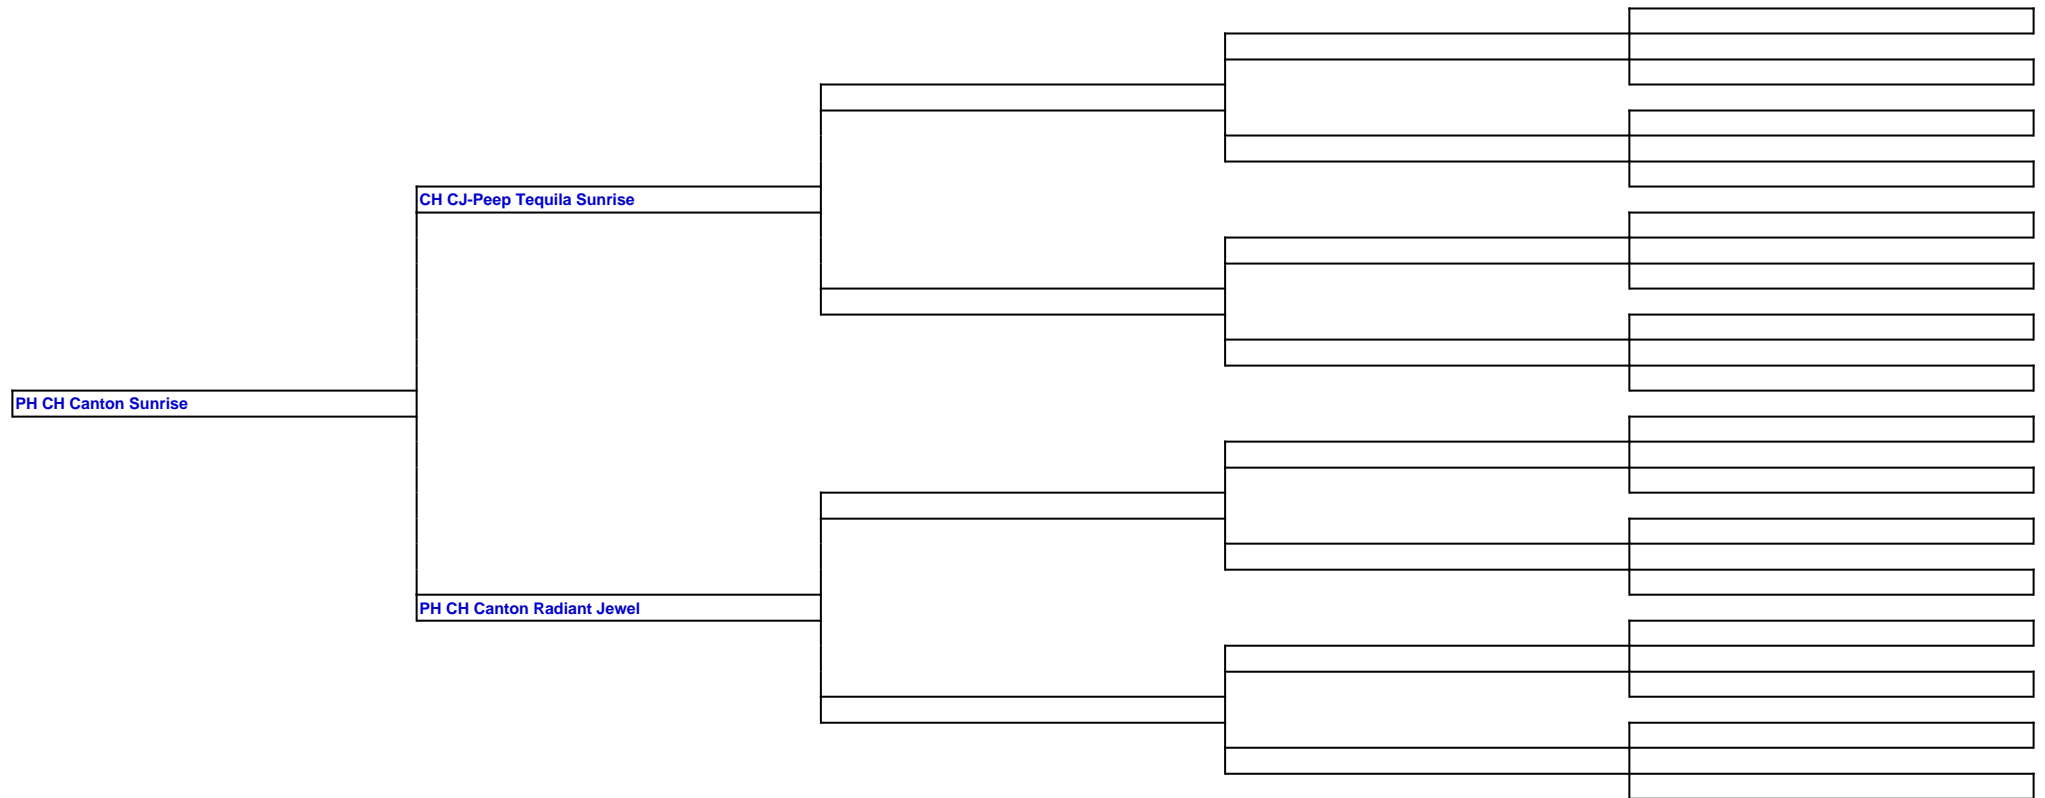 CH CJ-Peep Tequila Sunrise
PH CH Canton Sunrise
PH CH Canton Radiant Jewel